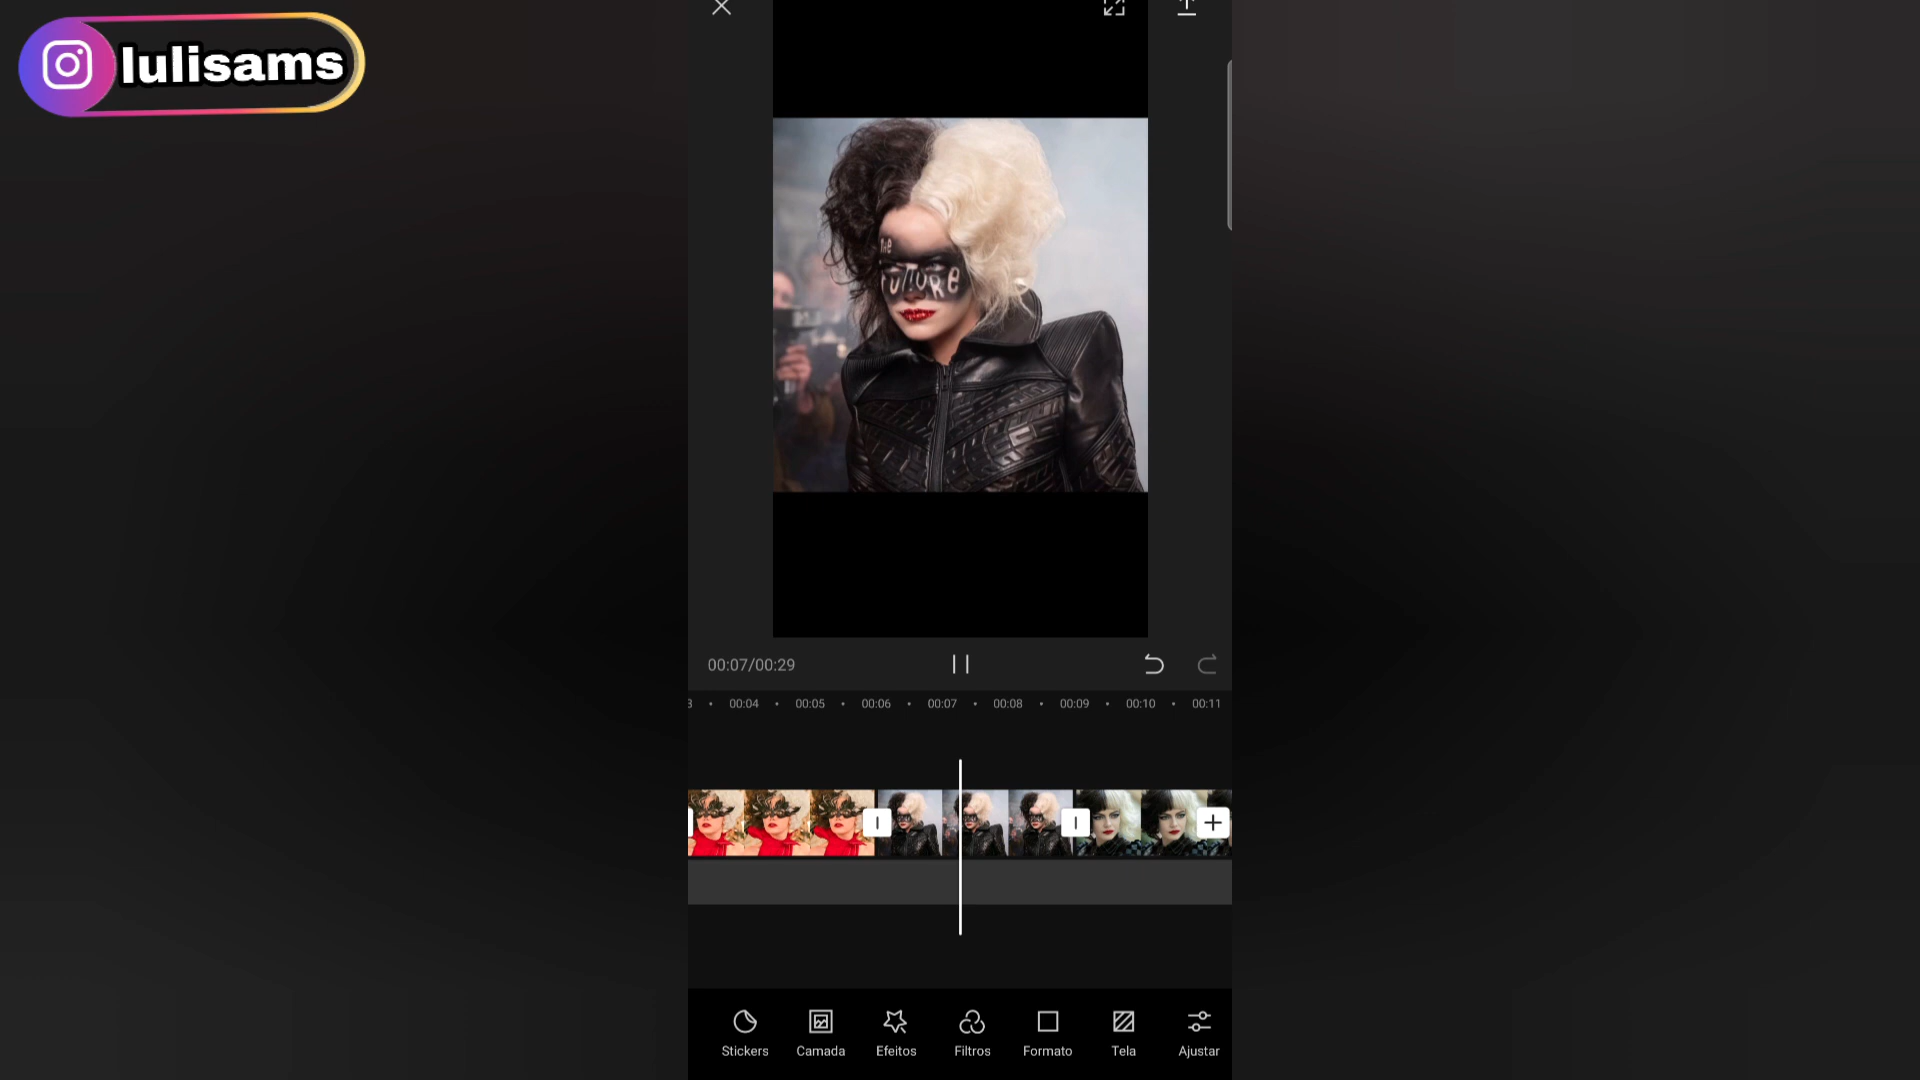 lulisams
The
FUTURE
00:07/00:29
3 • 00:04 • 00:05 • 00:06 • 00:07 • 00:08 • 00:09 • 00:10 • 00:11
Stickers Camada Efeitos Filtros Formato Tela Ajustar